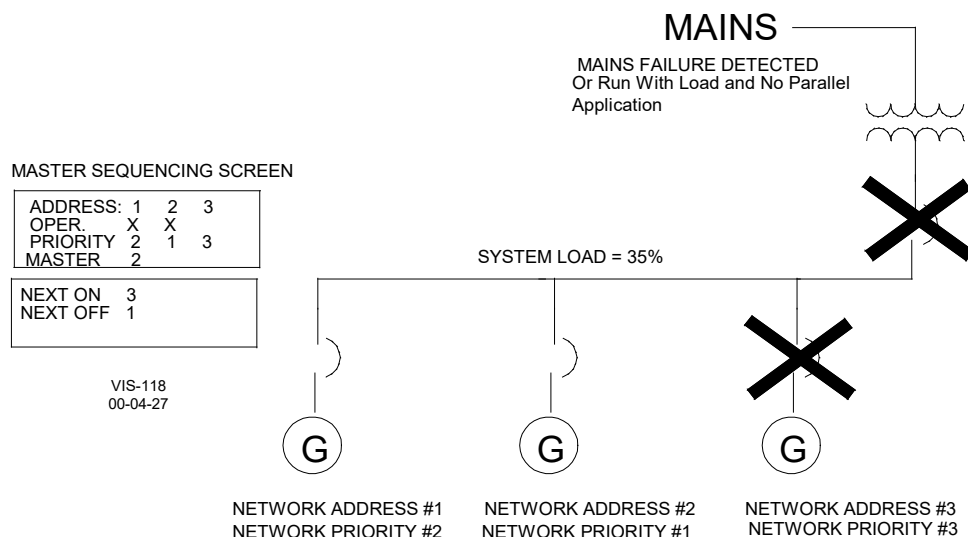 MAINS
MAINS FAILURE DETECTED
Or Run With Load and No Parallel
Application
MASTER SEQUENCING SCREEN
ADDRESS: 1 2 3
OPER. X X
PRIORITY 2 1 3
MASTER 2
SYSTEM LOAD = 35%
NEXT ON 3
NEXT OFF 1
VIS-118
00-04-27
G G G
NETWORK ADDRESS #1 NETWORK ADDRESS #2 NETWORK ADDRESS #3
NETWORK PRIORITY #2 NETWORK PRIORITY #1 NETWORK PRIORITY #3